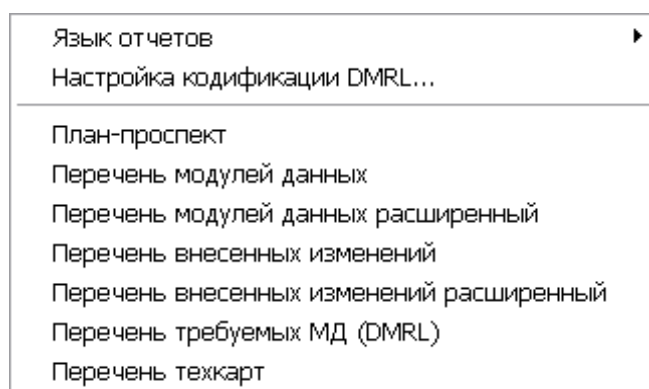 Язык отчетов
Настройка кодификации DMRL...
План-проспект
Перечень модулей данных
Перечень модулей данных расширенный
Перечень внесенных изменений
Перечень внесенных изменений расширенный
Перечень требуемых МД (DMRL)
Перечень техкарт